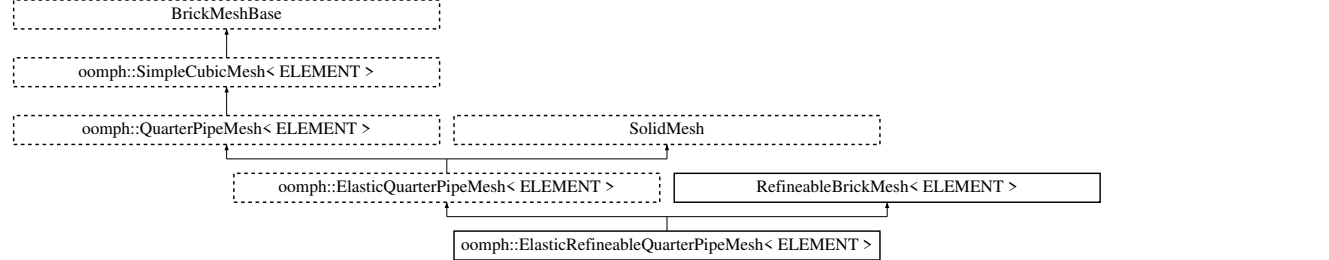 BrickMeshBase
oomph::SimpleCubicMesh< ELEMENT >
oomph::QuarterPipeMesh< ELEMENT >
SolidMesh
oomph::ElasticQuarterPipeMesh< ELEMENT >
RefineableBrickMesh< ELEMENT >
oomph::ElasticRefineableQuarterPipeMesh< ELEMENT >